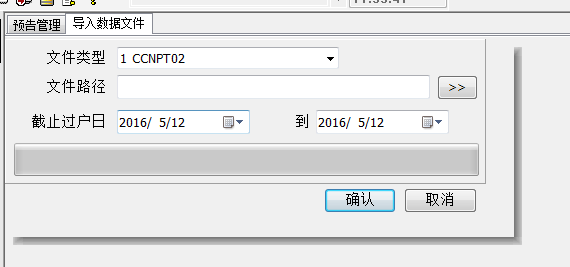 预告管理 导入数据文件
文件类型 1 CCNPT02
文件路径 >>
截止过户日 2016/ 5/12 到 2016/ 5/12
确认 取消